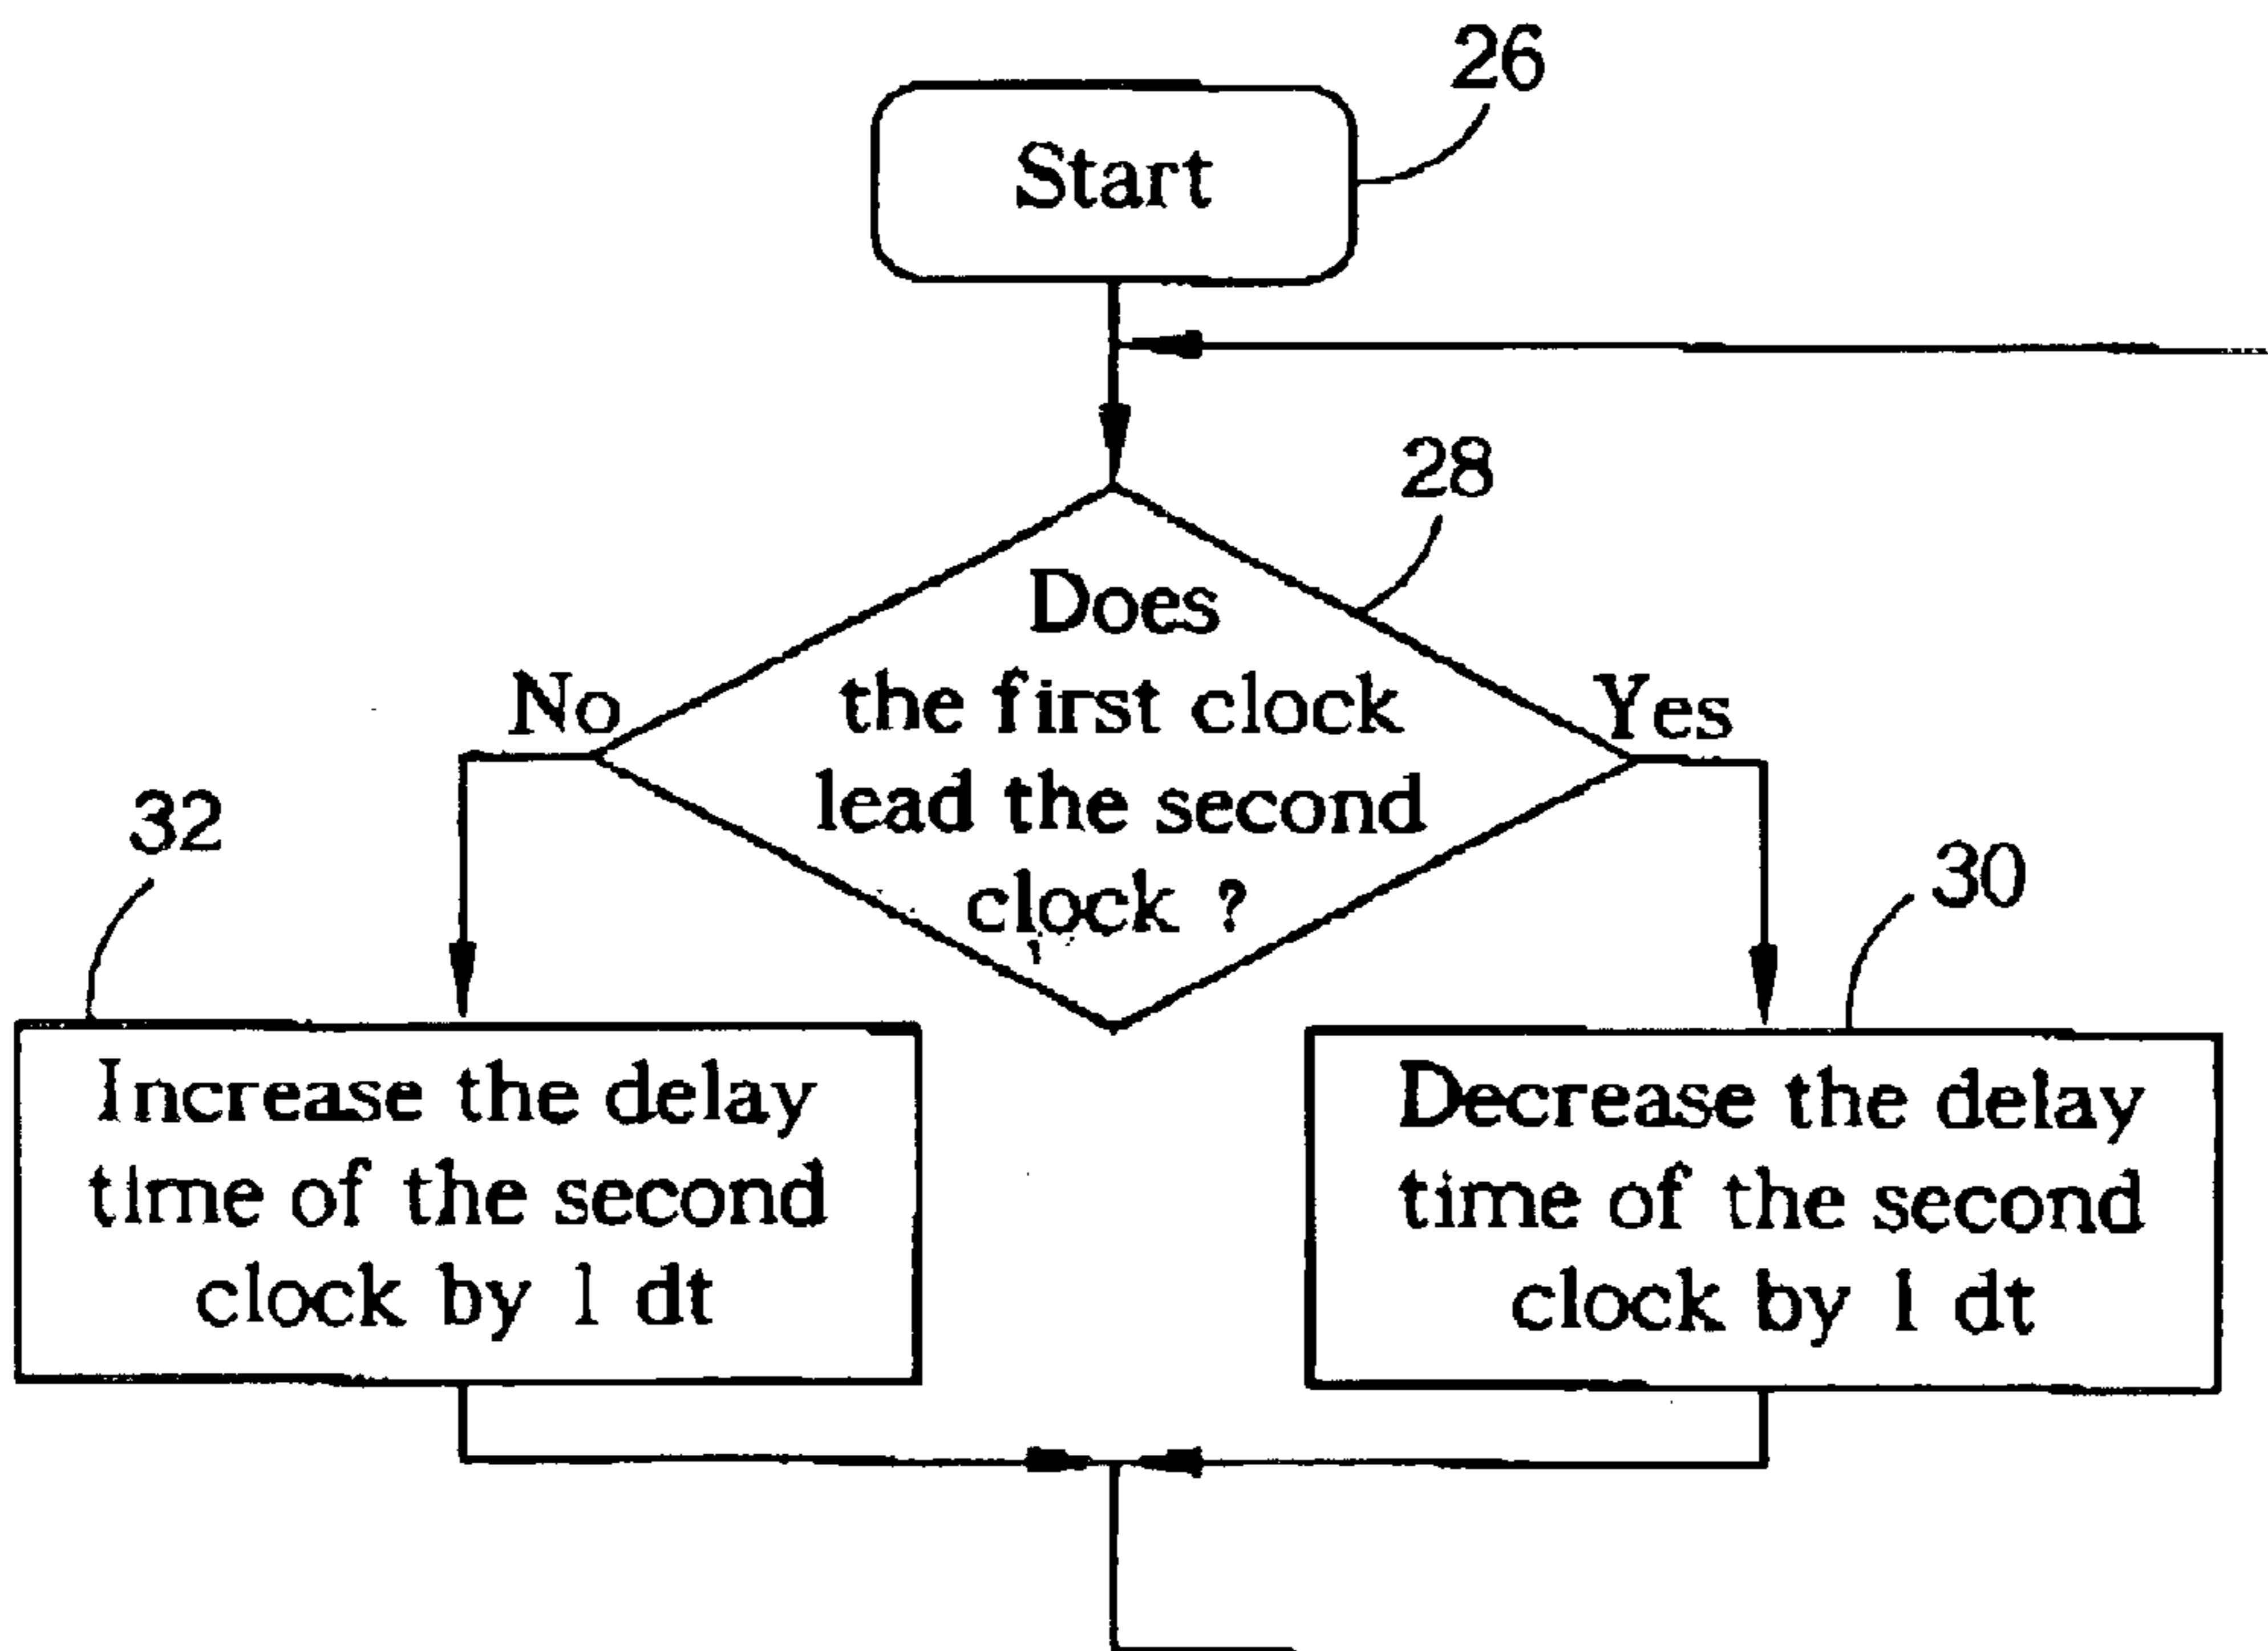 26
Start
28
Does
the first clock
lead the second
clock ?
No
Yes
32
30
Increase the delay
time of the second
clock by 1 dt
Decrease the delay
time of the second
clock by 1 dt